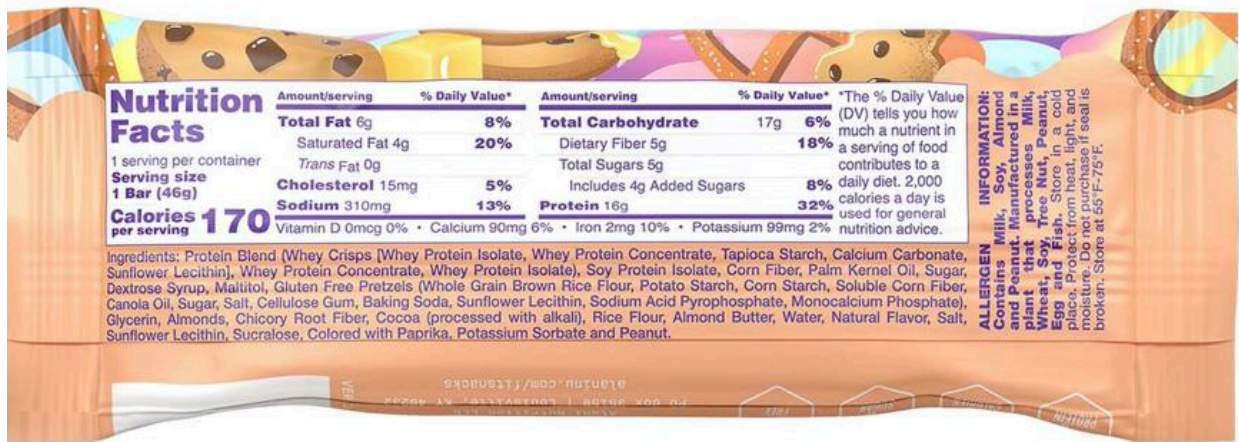 Nutrition
Facts
1 serving per container
Serving size
1 Bar (46g)
Calories 170
per serving
Amount/serving % Daily Value*
Total Fat 6g 8%
Saturated Fat 4g 20%
Trans Fat 0g
Cholesterol 15mg 5%
Sodium 310mg 13%
Amount/serving % Daily Value*
Total Carbohydrate 17g 6%
Dietary Fiber 5g 18%
Total Sugars 5g
Includes 4g Added Sugars 8%
Protein 16g 32%
Vitamin D 0mcg 0% • Calcium 90mg 6% • Iron 2mg 10% • Potassium 99mg 2%
*The % Daily Value
(DV) tells you how
much a nutrient in
a serving of food
contributes to a
daily diet. 2,000
calories a day is
used for general
nutrition advice.
Ingredients: Protein Blend (Whey Crisps [Whey Protein Isolate, Whey Protein Concentrate, Tapioca Starch, Calcium Carbonate,
Sunflower Lecithin], Whey Protein Concentrate, Whey Protein Isolate), Soy Protein Isolate, Corn Fiber, Palm Kernel Oil, Sugar,
Dextrose Syrup, Maltitol, Gluten Free Pretzels (Whole Grain Brown Rice Flour, Potato Starch, Corn Starch, Soluble Corn Fiber,
Canola Oil, Sugar, Salt, Cellulose Gum, Baking Soda, Sunflower Lecithin, Sodium Acid Pyrophosphate, Monocalcium Phosphate),
Glycerin, Almonds, Chicory Root Fiber, Cocoa (processed with alkali), Rice Flour, Almond Butter, Water, Natural Flavor, Salt,
Sunflower Lecithin, Sucralose, Colored with Paprika, Potassium Sorbate and Peanut.
ALLERGEN INFORMATION:
Contains Milk, Soy, Almond
and Peanut. Manufactured in a
plant that processes Milk,
Wheat, Soy, Tree Nut, Peanut,
Egg and Fish. Store in a cold
place. Protect from heat, light, and
moisture. Do not purchase if seal is
broken. Store at 55°F-75°F.
alaninu.com/fitsnacks
PROTEIN
FREE